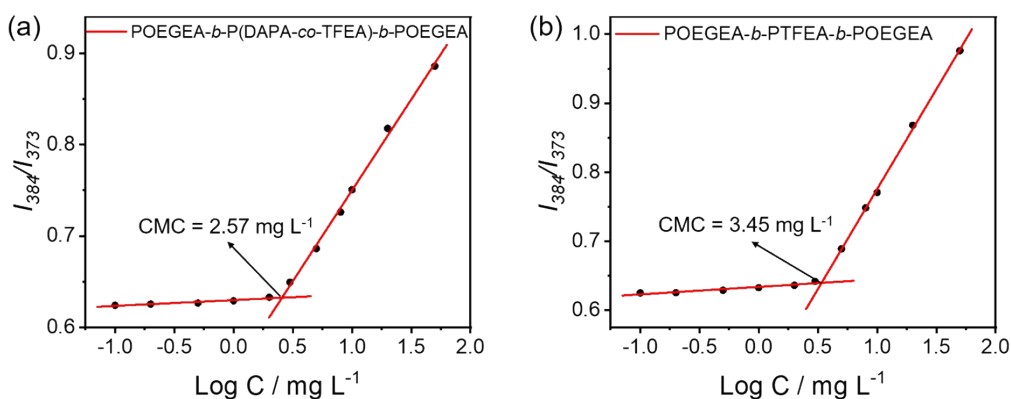 (a)
POEGEA-b-P(DAPA-co-TFEA)-b-POEGEA
0.9
0.8
0.7
0.6
I384/I373
CMC = 2.57 mg L-1
-1.0 -0.5 0.0 0.5 1.0 1.5 2.0
Log C / mg L-1
(b)
POEGEA-b-PTFEA-b-POEGEA
1.0
0.9
0.8
0.7
0.6
I384/I373
CMC = 3.45 mg L-1
-1.0 -0.5 0.0 0.5 1.0 1.5 2.0
Log C / mg L-1